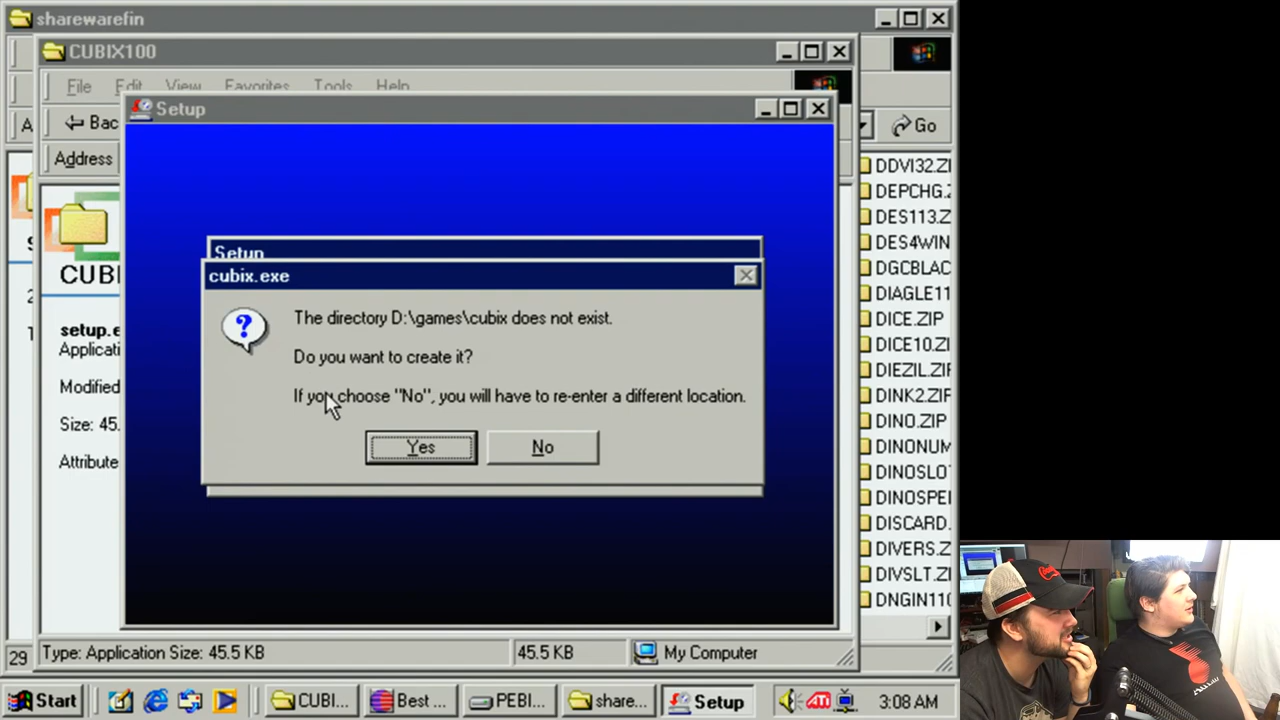 sharewarefin
CUBIX100
File Edit View Favorites Tools Help
Setup
Back
Go
Address
DDVI32.ZI
DEPCHG.
DES113.Z
DES4WIN
DGCBLAC
DIAGLE11
DICE.ZIP
DICE10.ZI
DIEZIL.ZIP
DINK2.ZIP
DINO.ZIP
DINONUM
DINOSLOT
DINOSPEI
DISCARD.
DIVERS.Z
DIVSLT.ZI
DNGIN110
CUBI
setup.e
Applicati
Modified
Size: 45.
Attribute
Setup
cubix.exe
The directory D:\games\cubix does not exist.
Do you want to create it?
If you choose "No", you will have to re-enter a different location.
Yes
No
29
Type: Application Size: 45.5 KB
45.5 KB
My Computer
Start
CUBI...
Best ...
PEBI...
share...
Setup
3:08 AM